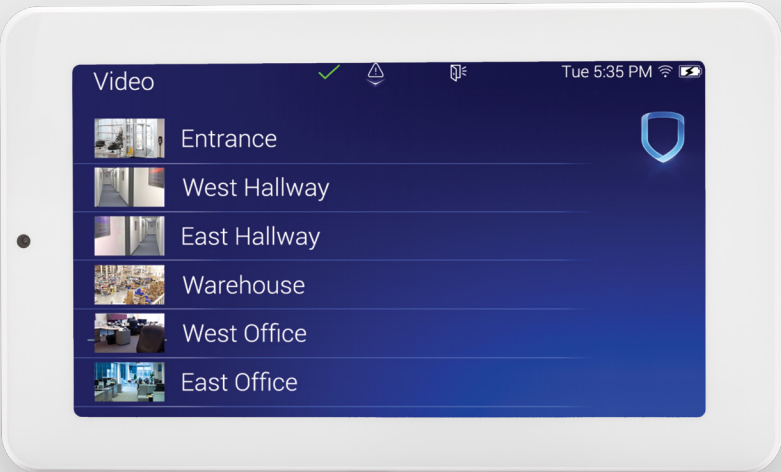 Video
Tue 5:35 PM
Entrance
West Hallway
East Hallway
Warehouse
West Office
East Office